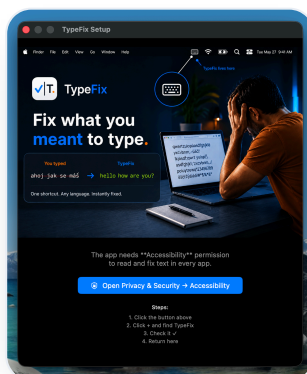 TypeFix Setup
Finder File Edit View Go Window Help
Tue May 27 9:41 AM
TypeFix lives here
TypeFix
Fix what you
meant to type.
You typed TypeFix
ahoj jak se máš → hello how are you?
One shortcut. Any language. Instantly fixed.
The app needs **Accessibility** permission
to read and fix text in every app.
Open Privacy & Security → Accessibility
Steps:
1. Click the button above
2. Click + and find TypeFix
3. Check it ✓
4. Return here